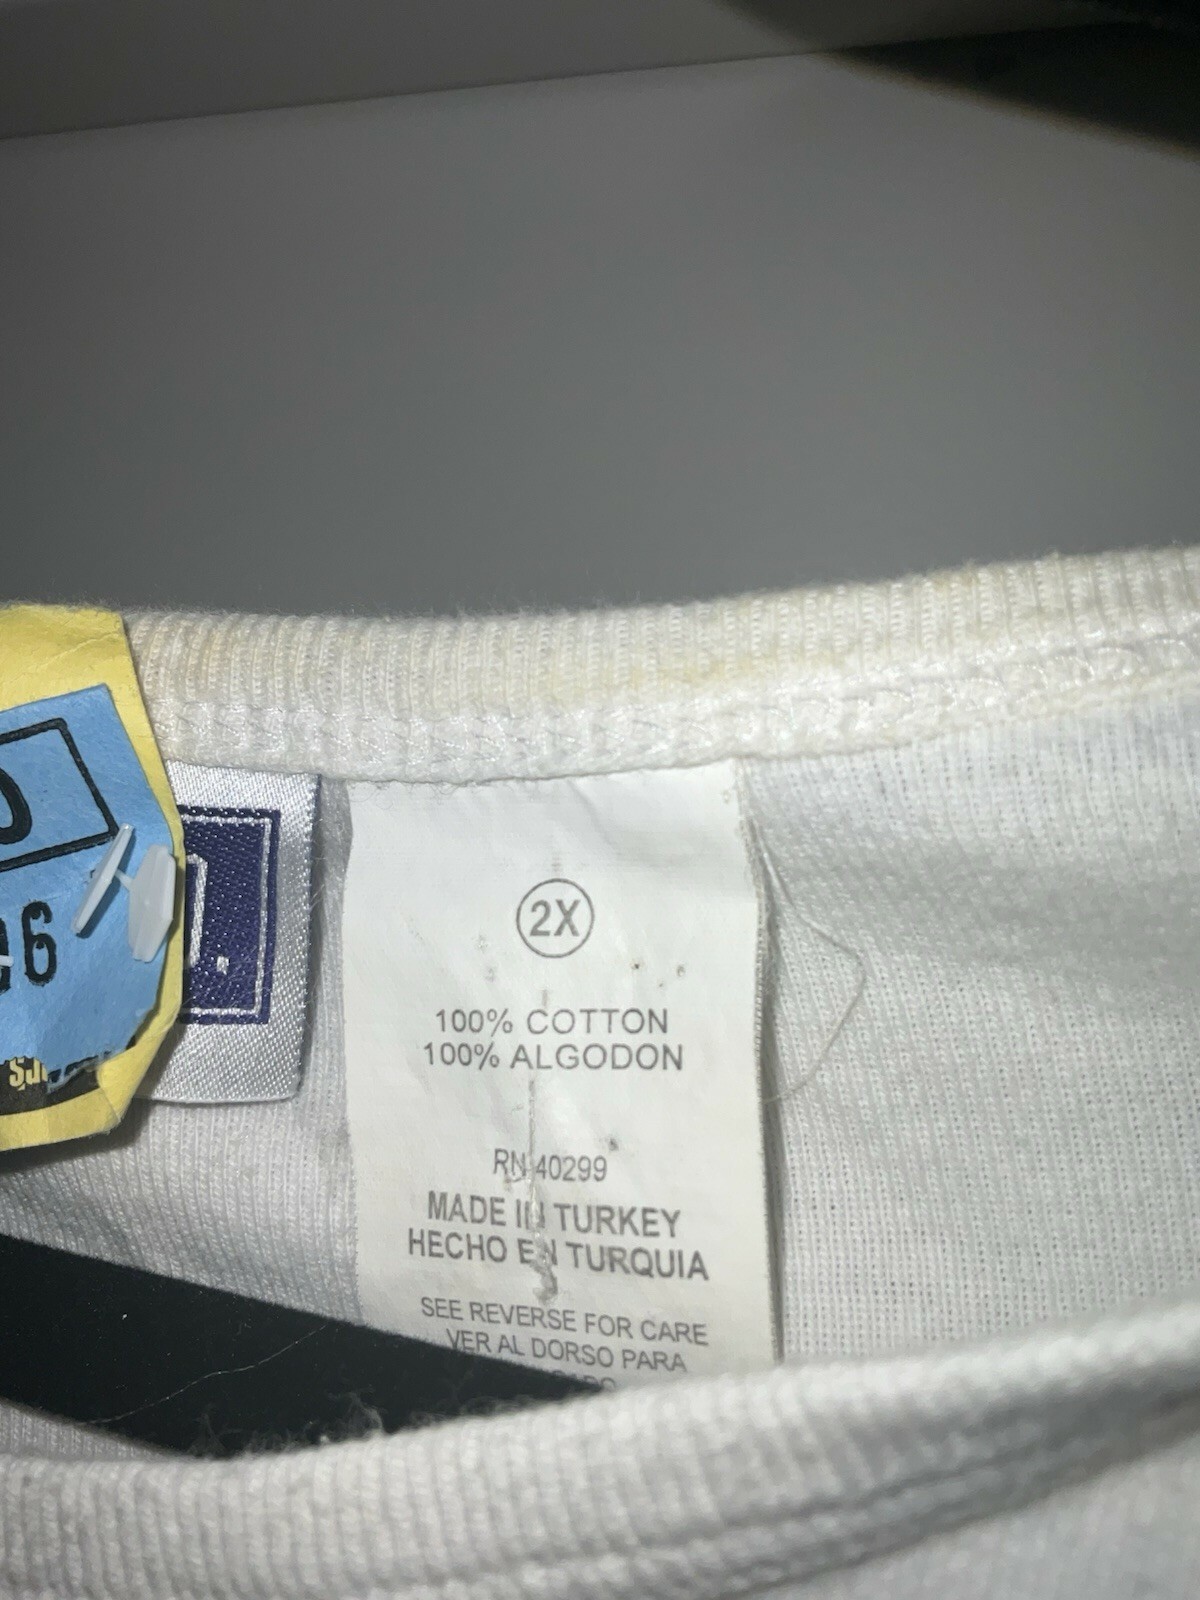 2X
100% COTTON
100% ALGODON
RN 40299
MADE IN TURKEY
HECHO EN TURQUIA
SEE REVERSE FOR CARE
VER AL DORSO PARA